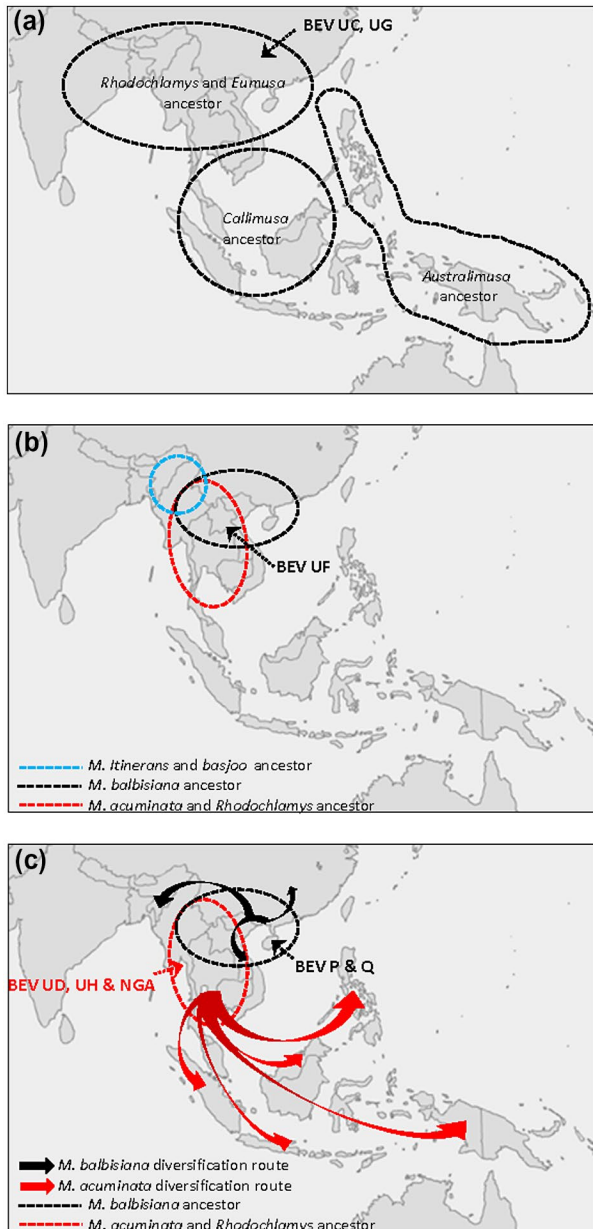 (a)
BEV UC, UG
Rhodochlamys and Eumusa
ancestor
Callimusa
ancestor
Australimusa
ancestor
(b)
BEV UF
M. Itinerans and basjoo ancestor
M. balbisiana ancestor
M. acuminata and Rhodochlamys ancestor
(c)
BEV UD, UH & NGA
BEV P & Q
M. balbisiana diversification route
M. acuminata diversification route
M. balbisiana ancestor
M. acuminata and Rhodochlamys ancestor